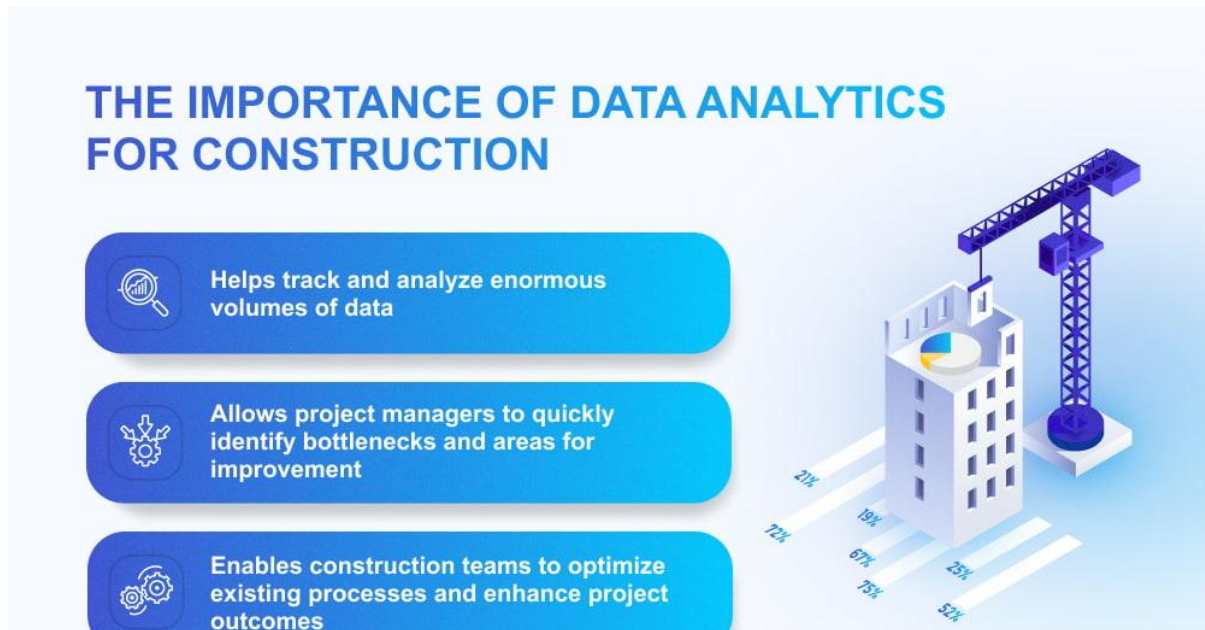 THE IMPORTANCE OF DATA ANALYTICS
FOR CONSTRUCTION
Helps track and analyze enormous
volumes of data
Allows project managers to quickly
identify bottlenecks and areas for
improvement
Enables construction teams to optimize
existing processes and enhance project
outcomes
21%
72%
19%
67%
75%
25%
52%